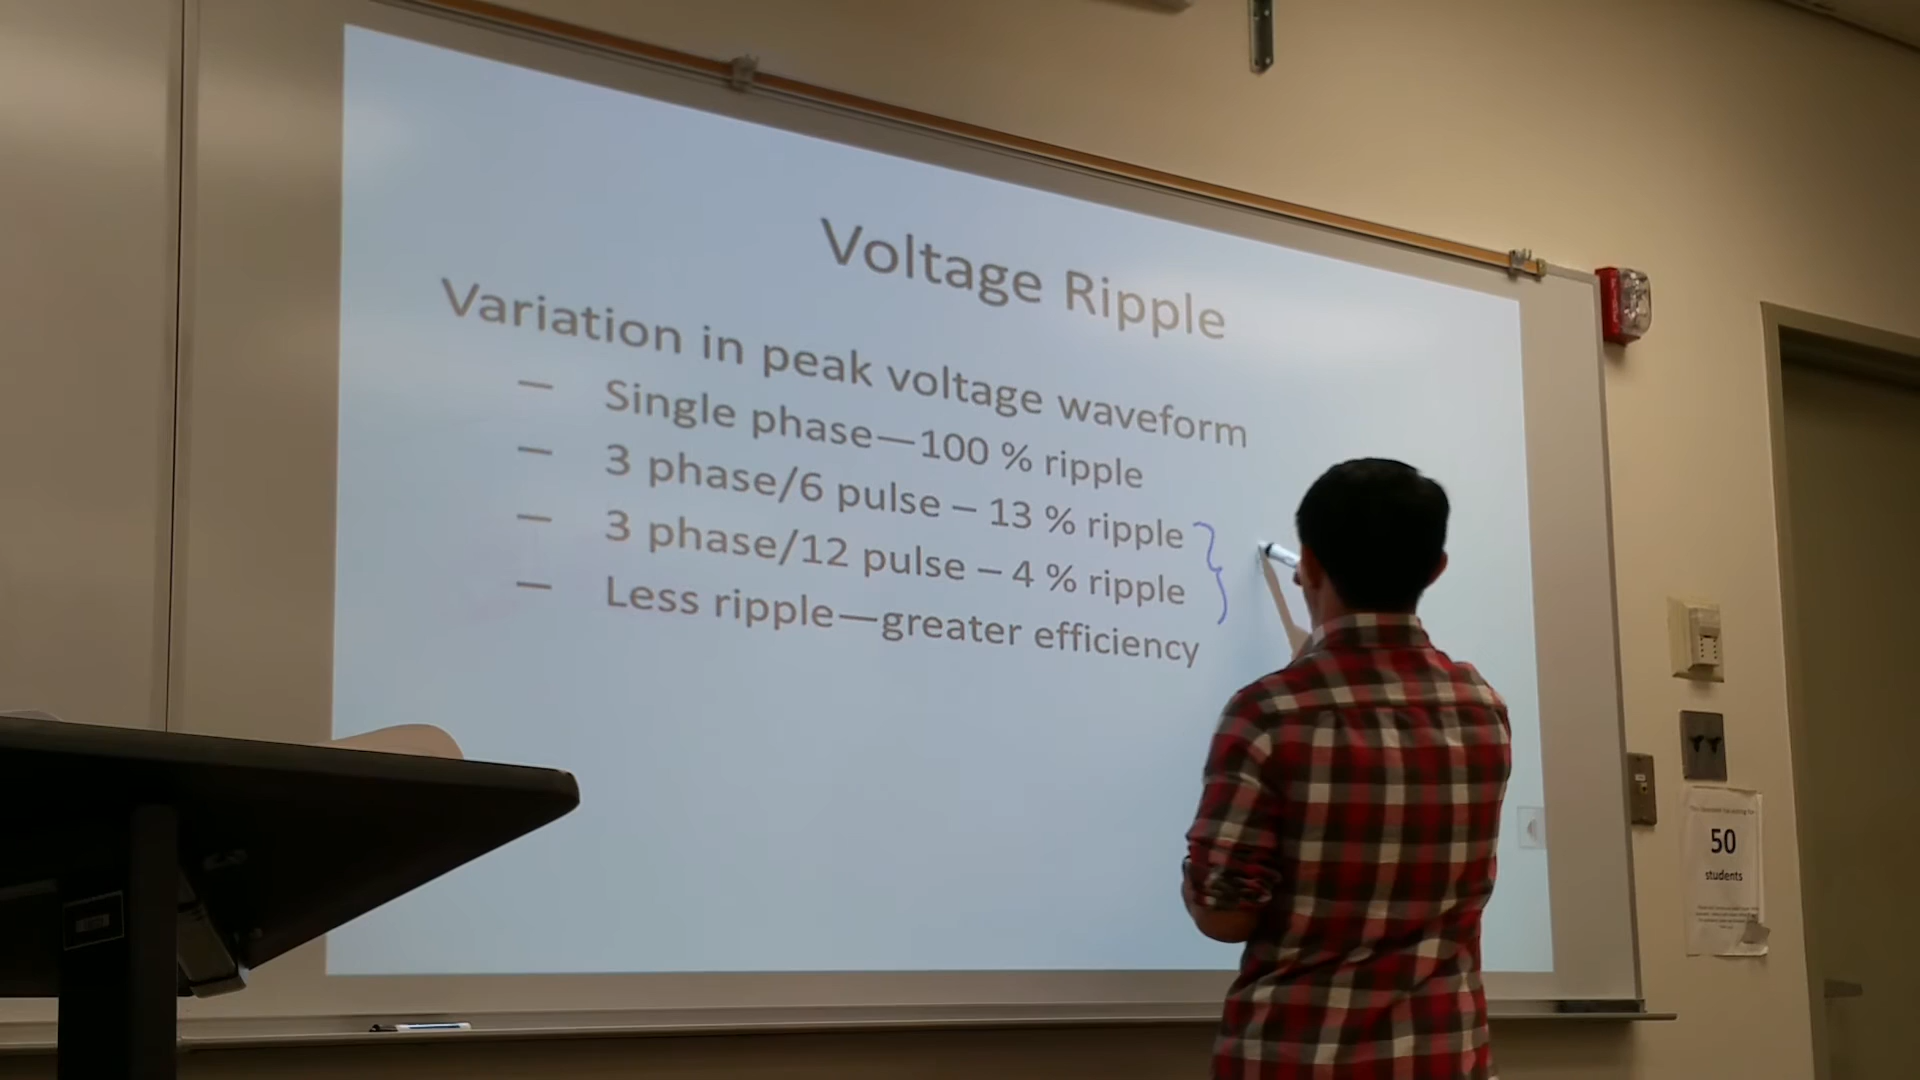 Voltage Ripple
Variation in peak voltage waveform
— Single phase—100 % ripple
— 3 phase/6 pulse – 13 % ripple
— 3 phase/12 pulse – 4 % ripple
— Less ripple—greater efficiency
50
students